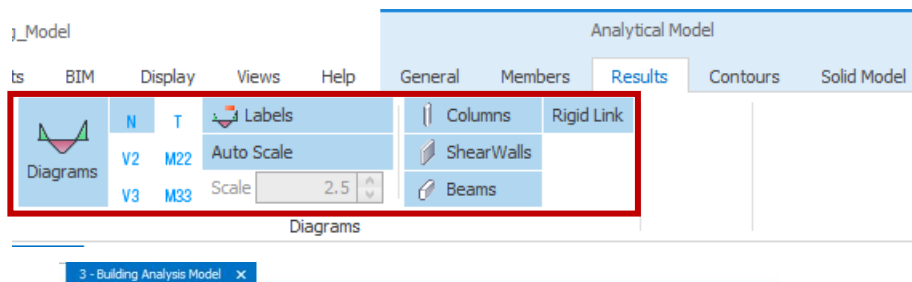 g_Model
Analytical Model
ts BIM Display Views Help General Members Results Contours Solid Model
N T Labels Columns Rigid Link
Diagrams V2 M22 Auto Scale ShearWalls
V3 M33 Scale 2.5 Beams
Diagrams
3 - Building Analysis Model ×